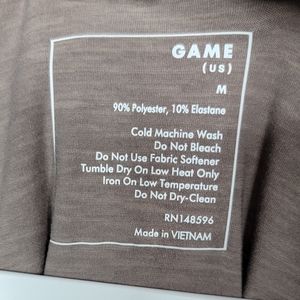 GAME
(US)
M
90% Polyester, 10% Elastane
Cold Machine Wash
Do Not Bleach
Do Not Use Fabric Softener
Tumble Dry On Low Heat Only
Iron On Low Temperature
Do Not Dry-Clean
RN148596
Made in VIETNAM